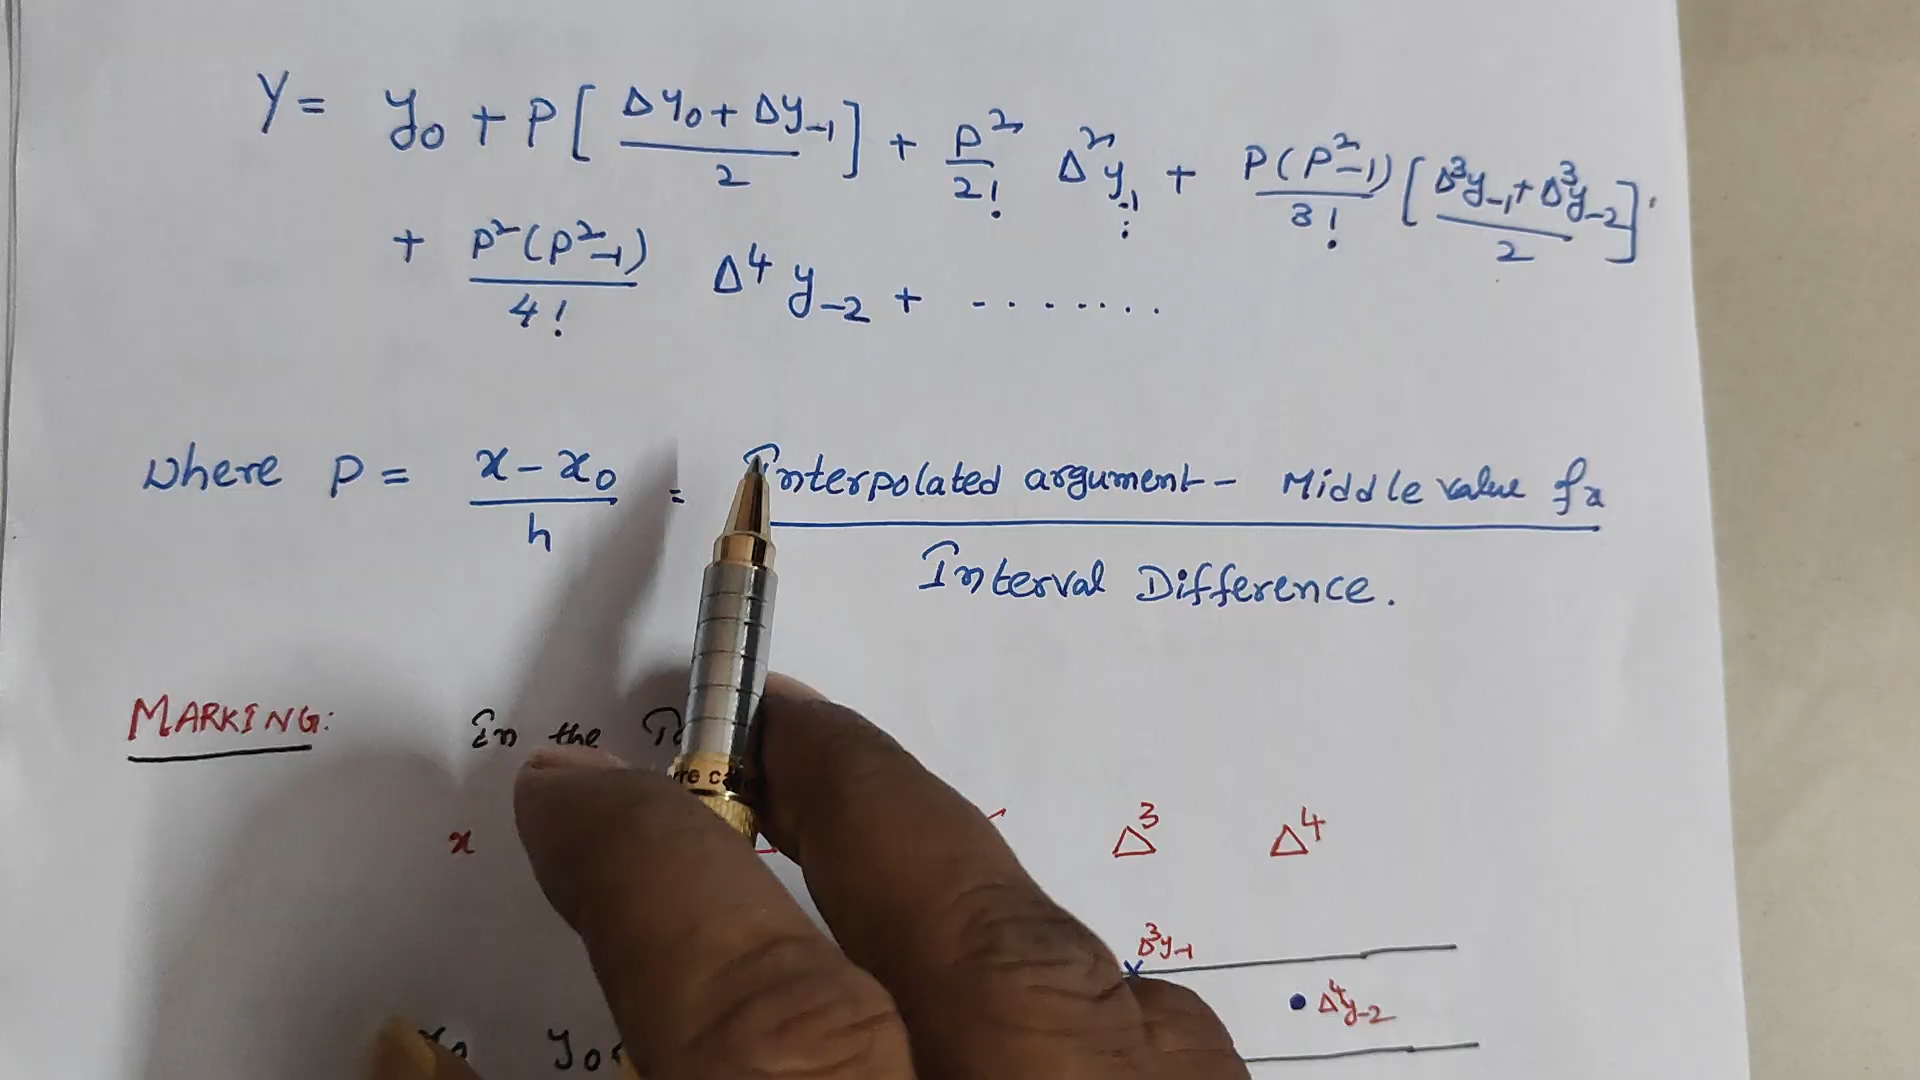 Y = y₀ + P [ (Δy₀ + Δy₋₁) / 2 ] + P² / 2! Δ²y₋₁ + P(P²-1) / 3! [ (Δ³y₋₁ + Δ³y₋₂) / 2 ]
+ P²(P²-1) / 4! Δ⁴y₋₂ + .......
where P = (x - x₀) / h = Interpolated argument - Middle value of x / Interval Difference.
MARKING: In the
x Δ³ Δ⁴
Δ³y₋₁
Δ⁴y₋₂
y₀